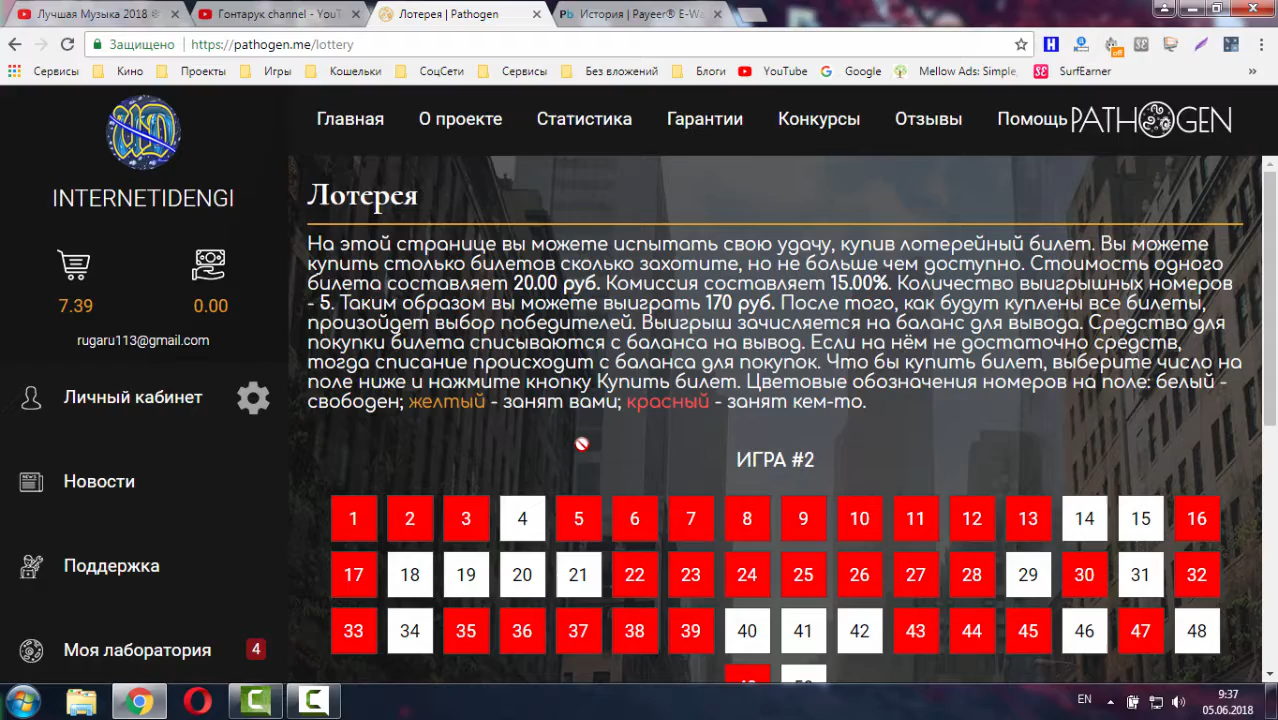 Лучшая Музыка 2018
Гонтарук channel - YouT
Лотерея | Pathogen
История | Payeer® E-Wa
Защищено
https://pathogen.me/lottery
Сервисы
Кино
Проекты
Игры
Кошельки
СоцСети
Сервисы
Без вложений
Блоги
YouTube
Google
Mellow Ads: Simple,
SurfEarner
»
Главная
О проекте
Статистика
Гарантии
Конкурсы
Отзывы
Помощь
PATHOGEN
INTERNETIDENGI
7.39
0.00
rugaru113@gmail.com
Личный кабинет
Новости
Поддержка
Моя лаборатория
4
Лотерея
На этой странице вы можете испытать свою удачу, купив лотерейный билет. Вы можете
купить столько билетов сколько захотите, но не больше чем доступно. Стоимость одного
билета составляет 20.00 руб. Комиссия составляет 15.00%. Количество выигрышных номеров
- 5. Таким образом вы можете выиграть 170 руб. После того, как будут куплены все билеты,
произойдет выбор победителей. Выигрыш зачисляется на баланс для вывода. Средства для
покупки билета списываются с баланса на вывод. Если на нём не достаточно средств,
тогда списание происходит с баланса для покупок. Что бы купить билет, выберите число на
поле ниже и нажмите кнопку Купить билет. Цветовые обозначения номеров на поле: белый -
свободен; желтый - занят вами; красный - занят кем-то.
ИГРА #2
1 2 3 4 5 6 7 8 9 10 11 12 13 14 15 16
17 18 19 20 21 22 23 24 25 26 27 28 29 30 31 32
33 34 35 36 37 38 39 40 41 42 43 44 45 46 47 48
EN
9:37
05.06.2018